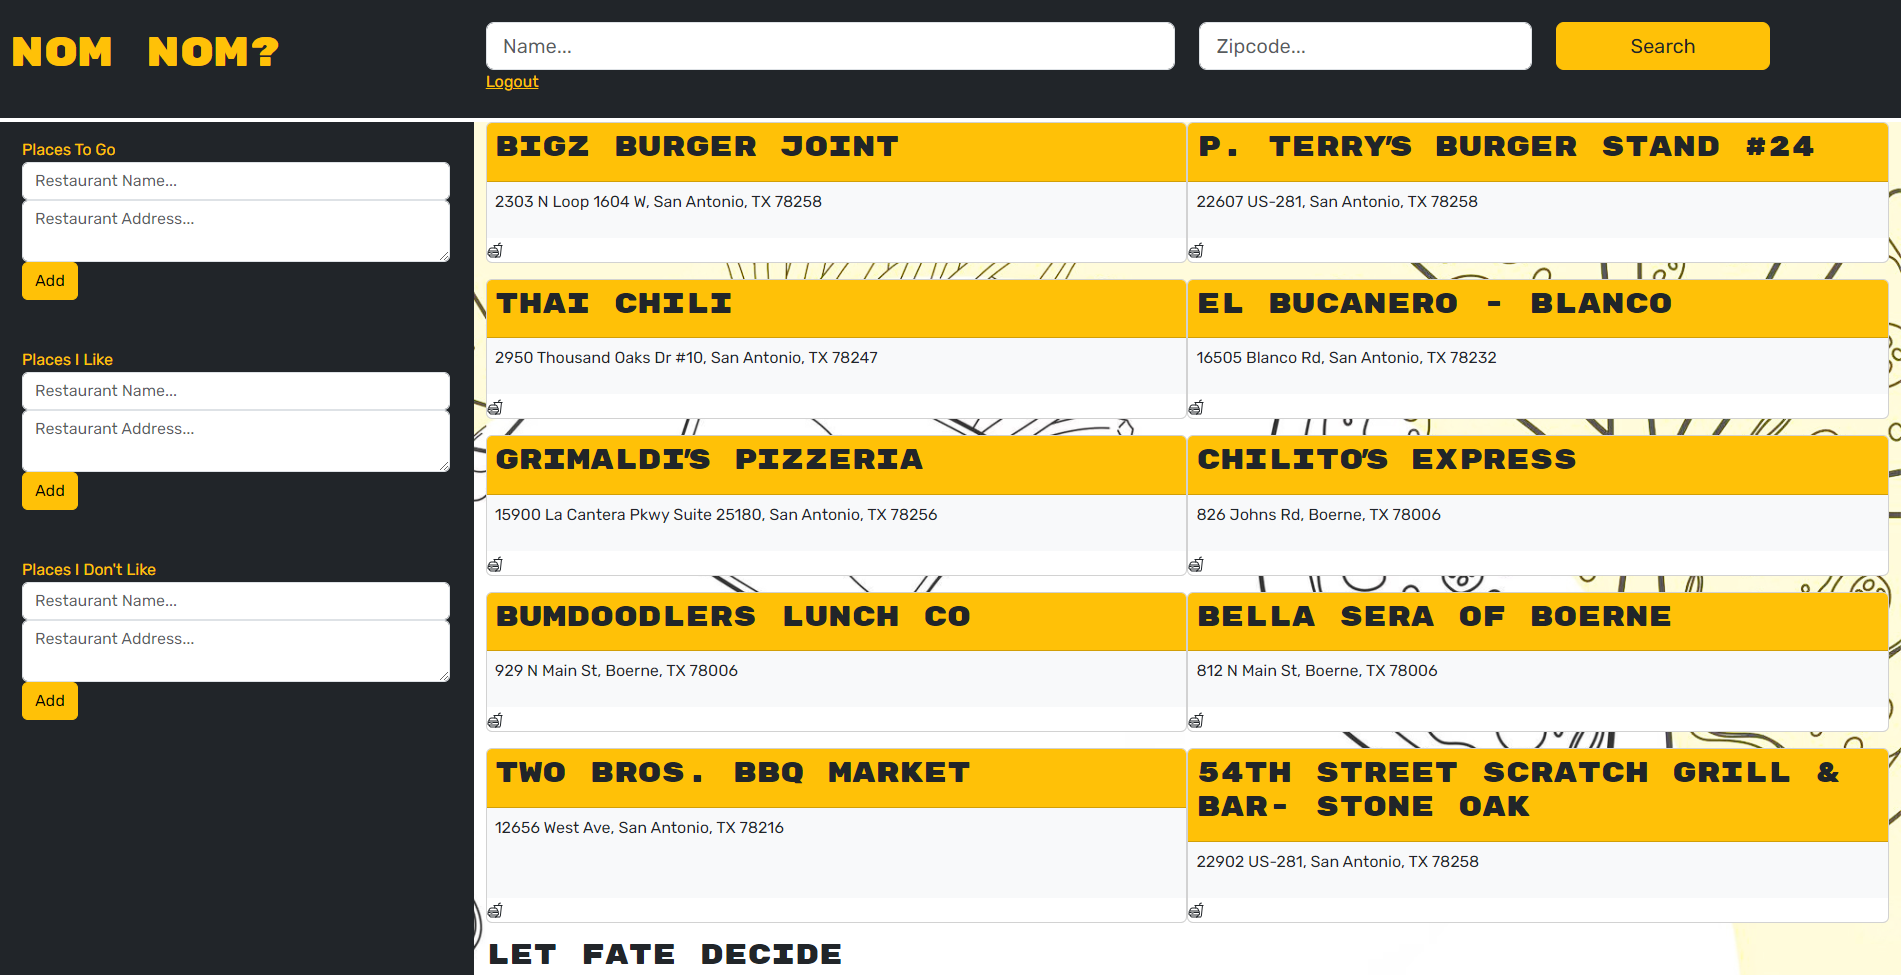 NOM NOM?
Name...
Zipcode...
Search
Logout
Places To Go
Restaurant Name...
Restaurant Address...
Add
Places I Like
Restaurant Name...
Restaurant Address...
Add
Places I Don't Like
Restaurant Name...
Restaurant Address...
Add
BIGZ BURGER JOINT
2303 N Loop 1604 W, San Antonio, TX 78258
P. TERRY'S BURGER STAND #24
22607 US-281, San Antonio, TX 78258
THAI CHILI
2950 Thousand Oaks Dr #10, San Antonio, TX 78247
EL BUCANERO - BLANCO
16505 Blanco Rd, San Antonio, TX 78232
GRIMALDI'S PIZZERIA
15900 La Cantera Pkwy Suite 25180, San Antonio, TX 78256
CHILITO'S EXPRESS
826 Johns Rd, Boerne, TX 78006
BUMDOODLERS LUNCH CO
929 N Main St, Boerne, TX 78006
BELLA SERA OF BOERNE
812 N Main St, Boerne, TX 78006
TWO BROS. BBQ MARKET
12656 West Ave, San Antonio, TX 78216
54TH STREET SCRATCH GRILL &
BAR- STONE OAK
22902 US-281, San Antonio, TX 78258
LET FATE DECIDE